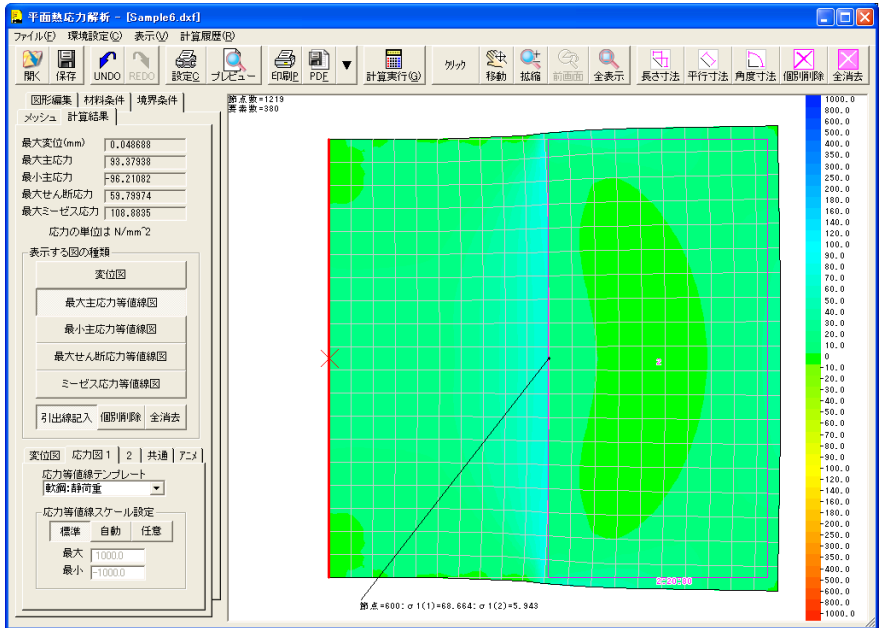 平面熱応力解析 - [Sample6.dxf]
ファイル(F) 環境設定(C) 表示(V) 計算履歴(R)
開く 保存 UNDO REDO 設定C プレビュー 印刷P PDF 計算実行(G) クリック 移動 拡縮 前画面 全表示 長さ寸法 平行寸法 角度寸法 個別削除 全消去
図形編集 材料条件 境界条件
メッシュ 計算結果
最大変位(mm) 0.048688
最大主応力 93.37938
最小主応力 -96.21082
最大せん断応力 59.79974
最大ミーゼス応力 108.8835
応力の単位は N/mm^2
表示する図の種類
変位図
最大主応力等値線図
最小主応力等値線図
最大せん断応力等値線図
ミーゼス応力等値線図
引出線記入 個別削除 全消去
変位図 応力図1 2 共通 アニメ
応力等値線テンプレート
軟鋼:静荷重
応力等値線スケール設定
標準 自動 任意
最大 1000.0
最小 -1000.0
節点数=1219
要素数=380
2
2:20*80
節点=600: σ1(1)=68.664: σ1(2)=5.943
1000.0
800.0
600.0
500.0
400.0
350.0
300.0
250.0
200.0
180.0
160.0
140.0
120.0
100.0
90.0
80.0
70.0
60.0
50.0
40.0
30.0
20.0
10.0
0
-10.0
-20.0
-30.0
-40.0
-50.0
-60.0
-70.0
-80.0
-90.0
-100.0
-120.0
-140.0
-160.0
-180.0
-200.0
-250.0
-300.0
-350.0
-400.0
-500.0
-600.0
-800.0
-1000.0